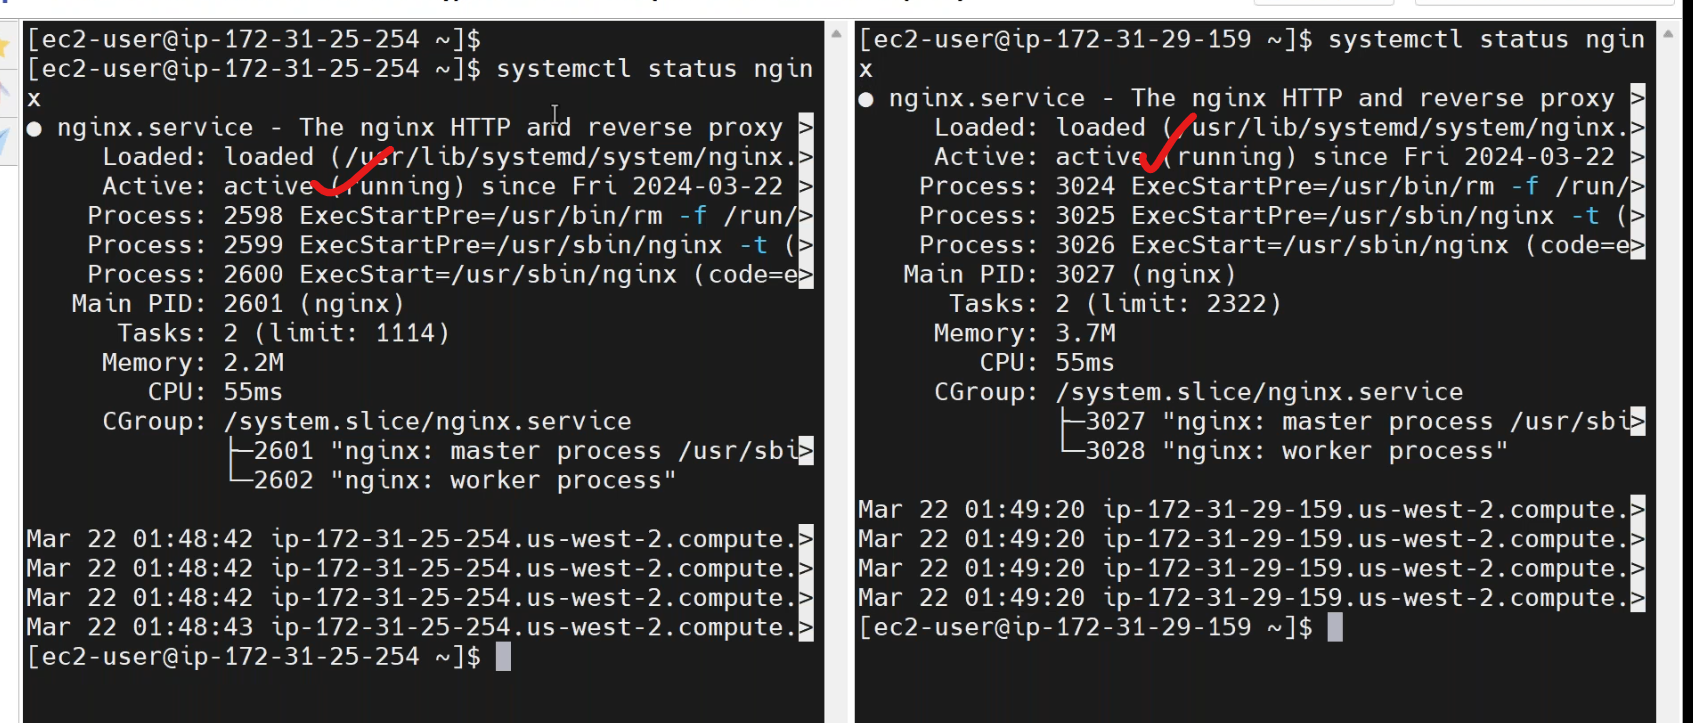 [ec2-user@ip-172-31-25-254 ~]$
[ec2-user@ip-172-31-25-254 ~]$ systemctl status ngin
x
● nginx.service - The nginx HTTP and reverse proxy >
Loaded: loaded (/usr/lib/systemd/system/nginx.>
Active: active (running) since Fri 2024-03-22 >
Process: 2598 ExecStartPre=/usr/bin/rm -f /run/>
Process: 2599 ExecStartPre=/usr/sbin/nginx -t (>
Process: 2600 ExecStart=/usr/sbin/nginx (code=e>
Main PID: 2601 (nginx)
Tasks: 2 (limit: 1114)
Memory: 2.2M
CPU: 55ms
CGroup: /system.slice/nginx.service
├─2601 "nginx: master process /usr/sbi>
└─2602 "nginx: worker process"
Mar 22 01:48:42 ip-172-31-25-254.us-west-2.compute.>
Mar 22 01:48:42 ip-172-31-25-254.us-west-2.compute.>
Mar 22 01:48:42 ip-172-31-25-254.us-west-2.compute.>
Mar 22 01:48:43 ip-172-31-25-254.us-west-2.compute.>
[ec2-user@ip-172-31-25-254 ~]$
[ec2-user@ip-172-31-29-159 ~]$ systemctl status ngin
x
● nginx.service - The nginx HTTP and reverse proxy >
Loaded: loaded (/usr/lib/systemd/system/nginx.>
Active: active (running) since Fri 2024-03-22 >
Process: 3024 ExecStartPre=/usr/bin/rm -f /run/>
Process: 3025 ExecStartPre=/usr/sbin/nginx -t (>
Process: 3026 ExecStart=/usr/sbin/nginx (code=e>
Main PID: 3027 (nginx)
Tasks: 2 (limit: 2322)
Memory: 3.7M
CPU: 55ms
CGroup: /system.slice/nginx.service
├─3027 "nginx: master process /usr/sbi>
└─3028 "nginx: worker process"
Mar 22 01:49:20 ip-172-31-29-159.us-west-2.compute.>
Mar 22 01:49:20 ip-172-31-29-159.us-west-2.compute.>
Mar 22 01:49:20 ip-172-31-29-159.us-west-2.compute.>
Mar 22 01:49:20 ip-172-31-29-159.us-west-2.compute.>
[ec2-user@ip-172-31-29-159 ~]$